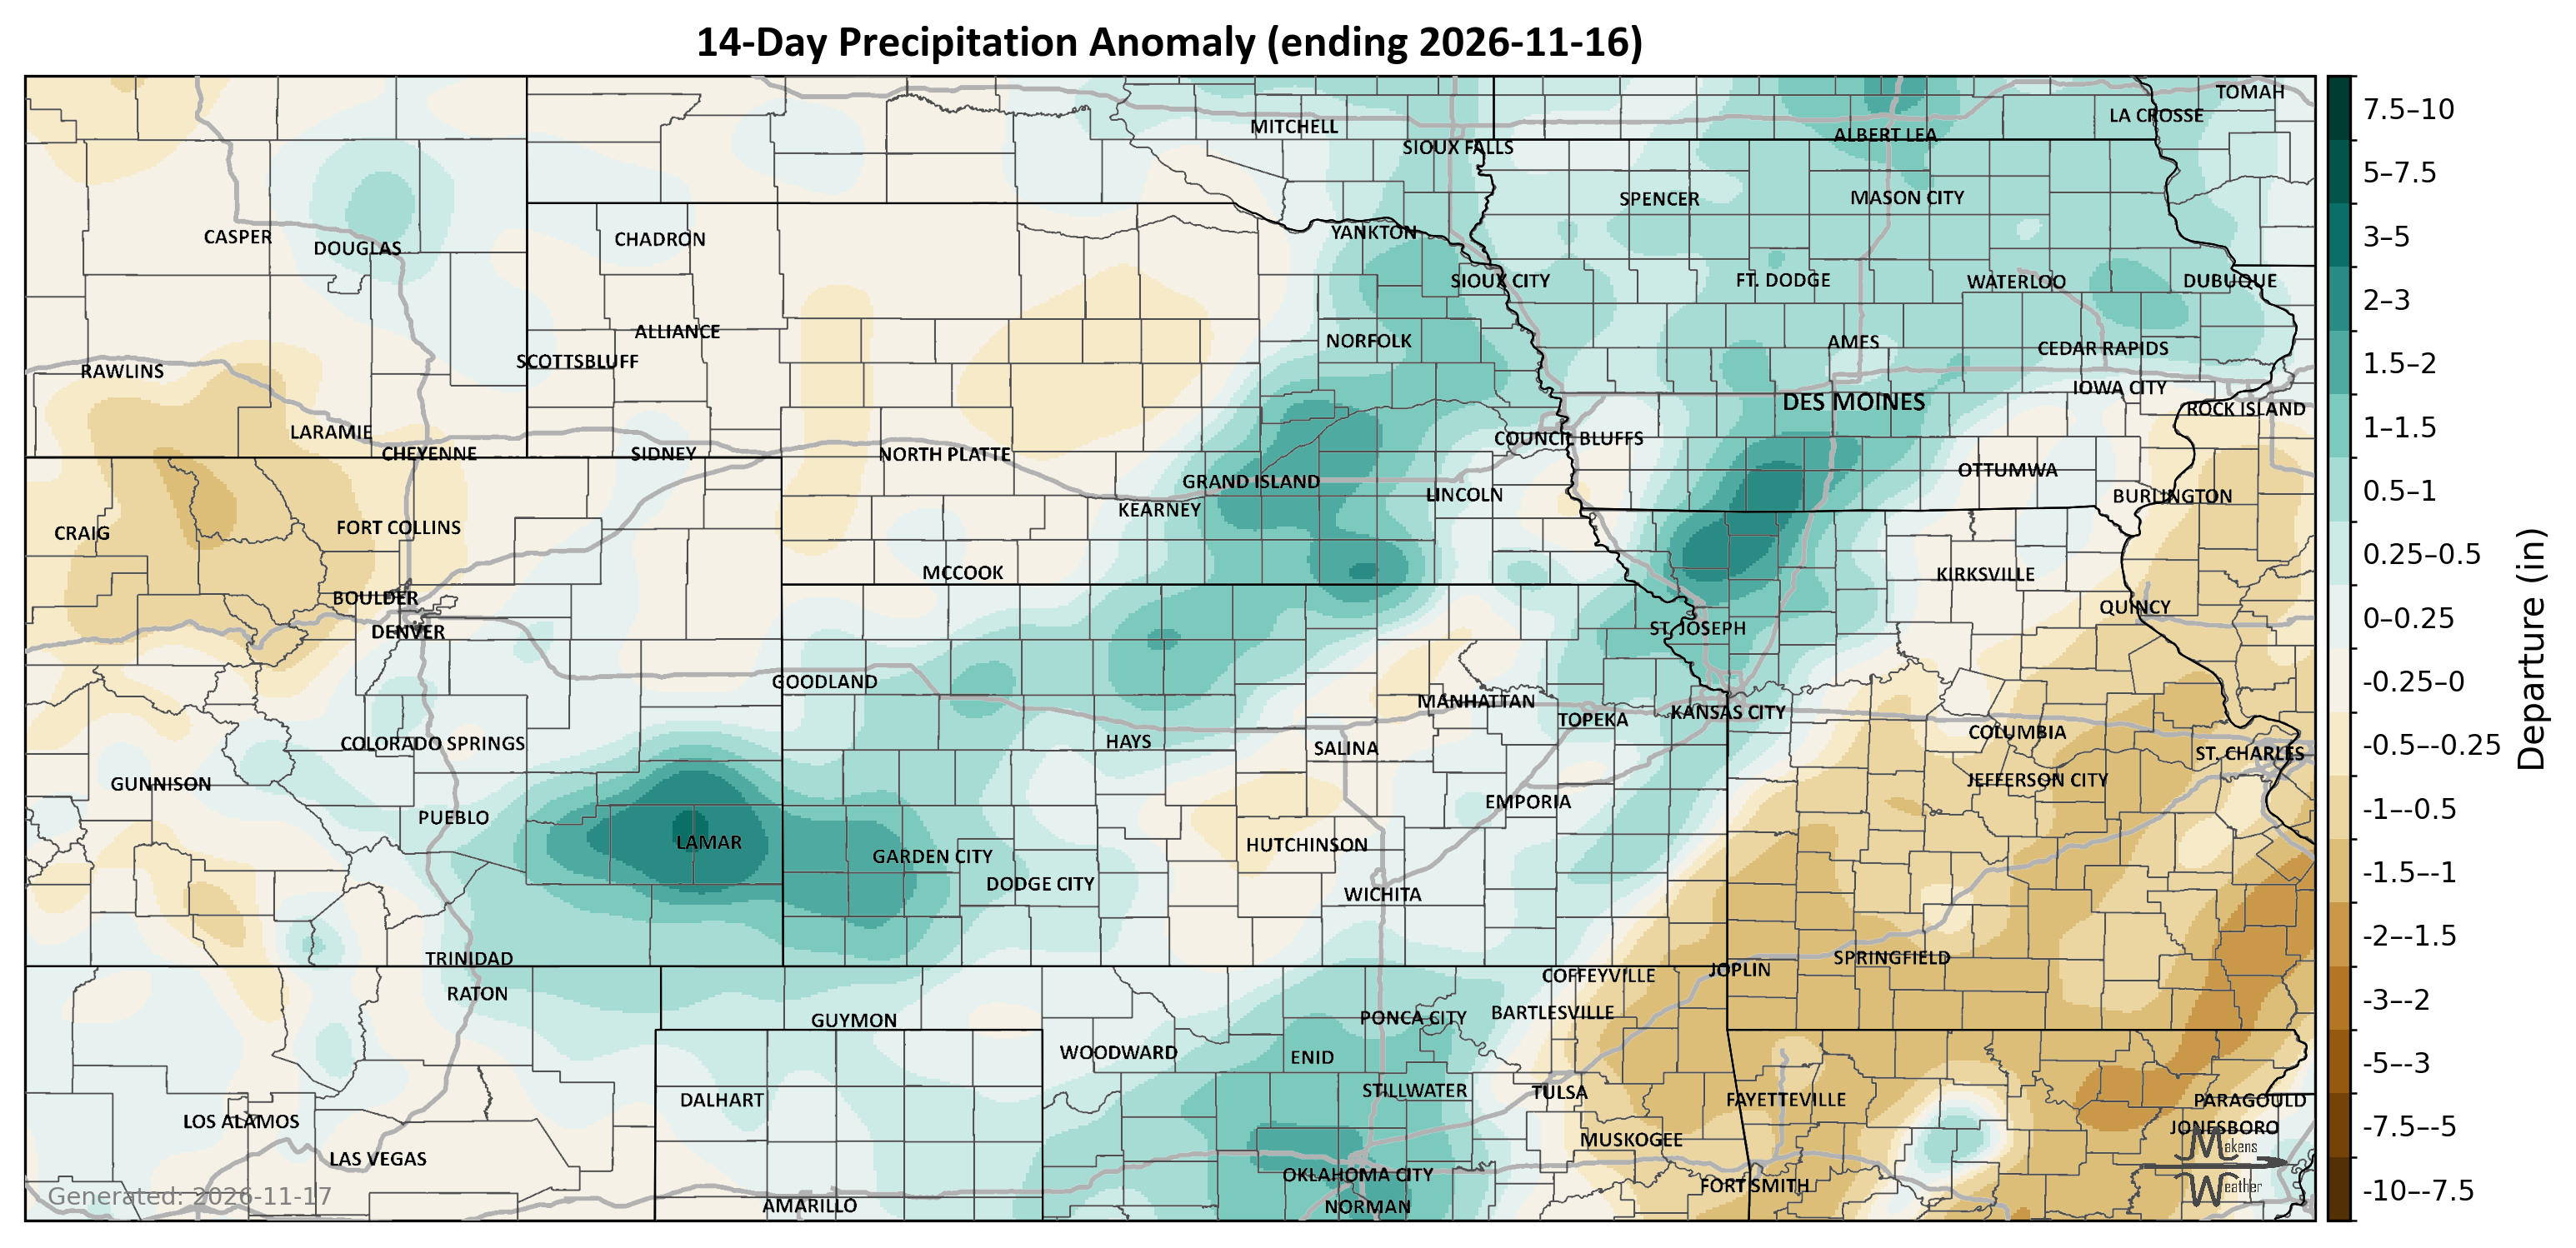 14-Day Precipitation Anomaly (ending 2026-11-16)
TOMAH
LA CROSSE
MITCHELL
ALBERT LEA
SIOUX FALLS
SPENCER
MASON CITY
YANKTON
CASPER
DOUGLAS
CHADRON
SIOUX CITY
FT. DODGE
WATERLOO
DUBUQUE
ALLIANCE
NORFOLK
AMES
CEDAR RAPIDS
SCOTTSBLUFF
RAWLINS
IOWA CITY
DES MOINES
ROCK ISLAND
LARAMIE
COUNCIL BLUFFS
CHEYENNE
SIDNEY
NORTH PLATTE
OTTUMWA
GRAND ISLAND
LINCOLN
BURLINGTON
KEARNEY
CRAIG
FORT COLLINS
MCCOOK
KIRKSVILLE
BOULDER
QUINCY
DENVER
ST. JOSEPH
GOODLAND
MANHATTAN
TOPEKA
KANSAS CITY
COLUMBIA
COLORADO SPRINGS
HAYS
SALINA
ST. CHARLES
GUNNISON
JEFFERSON CITY
EMPORIA
PUEBLO
LAMAR
HUTCHINSON
GARDEN CITY
DODGE CITY
WICHITA
TRINIDAD
SPRINGFIELD
JOPLIN
COFFEYVILLE
RATON
BARTLESVILLE
PONCA CITY
GUYMON
WOODWARD
ENID
STILLWATER
TULSA
DALHART
FAYETTEVILLE
PARAGOULD
LOS ALAMOS
JONESBORO
MUSKOGEE
LAS VEGAS
OKLAHOMA CITY
FORT SMITH
AMARILLO
NORMAN
Generated: 2026-11-17
Makens
Weather
7.5–10
5–7.5
3–5
2–3
1.5–2
1–1.5
0.5–1
0.25–0.5
0–0.25
-0.25–0
-0.5–-0.25
-1–-0.5
-1.5–-1
-2–-1.5
-3–-2
-5–-3
-7.5–-5
-10–-7.5
Departure (in)